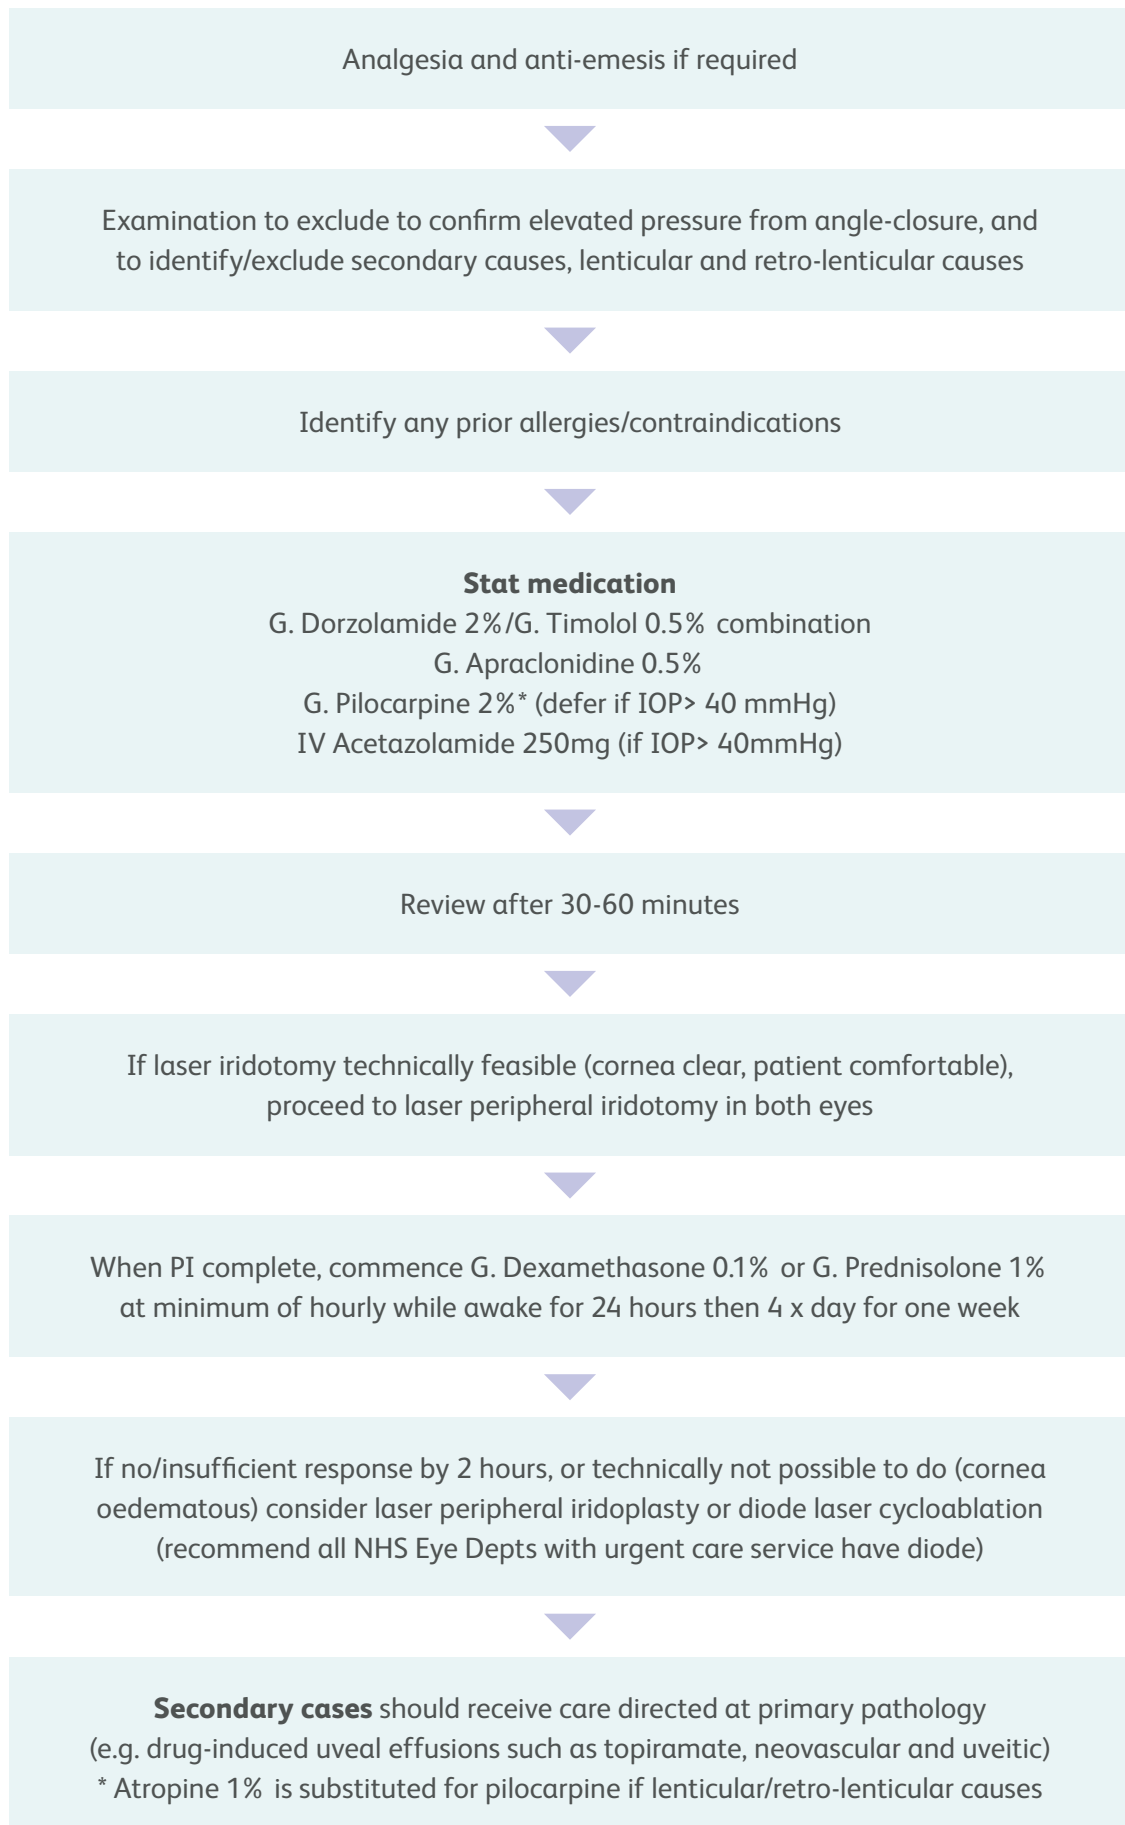 Analgesia and anti-emesis if required
Examination to exclude to confirm elevated pressure from angle-closure, and
to identify/exclude secondary causes, lenticular and retro-lenticular causes
Identify any prior allergies/contraindications
Stat medication
G. Dorzolamide 2%/G. Timolol 0.5% combination
G. Apraclonidine 0.5%
G. Pilocarpine 2%* (defer if IOP> 40 mmHg)
IV Acetazolamide 250mg (if IOP> 40mmHg)
Review after 30-60 minutes
If laser iridotomy technically feasible (cornea clear, patient comfortable),
proceed to laser peripheral iridotomy in both eyes
When PI complete, commence G. Dexamethasone 0.1% or G. Prednisolone 1%
at minimum of hourly while awake for 24 hours then 4 x day for one week
If no/insufficient response by 2 hours, or technically not possible to do (cornea
oedematous) consider laser peripheral iridoplasty or diode laser cycloablation
(recommend all NHS Eye Depts with urgent care service have diode)
Secondary cases should receive care directed at primary pathology
(e.g. drug-induced uveal effusions such as topiramate, neovascular and uveitic)
* Atropine 1% is substituted for pilocarpine if lenticular/retro-lenticular causes